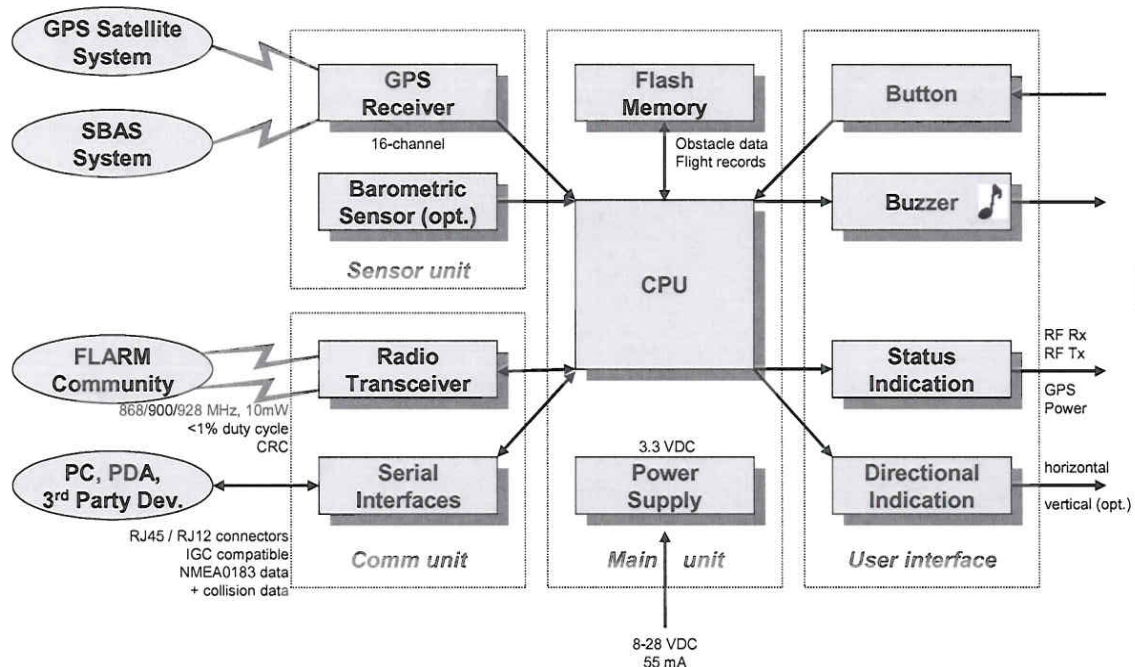 GPS Satellite
System
SBAS
System
GPS
Receiver
16-channel
Barometric
Sensor (opt.)
Sensor unit
Flash
Memory
Obstacle data
Flight records
CPU
Button
Buzzer
FLARM
Community
868/900/928 MHz, 10mW
<1% duty cycle
CRC
Radio
Transceiver
PC, PDA,
3rd Party Dev.
RJ45 / RJ12 connectors
IGC compatible
NMEA0183 data
+ collision data
Serial
Interfaces
Comm unit
3.3 VDC
Power
Supply
Main unit
8-28 VDC
55 mA
Status
Indication
RF Rx
RF Tx
GPS
Power
Directional
Indication
horizontal
vertical (opt.)
User interface